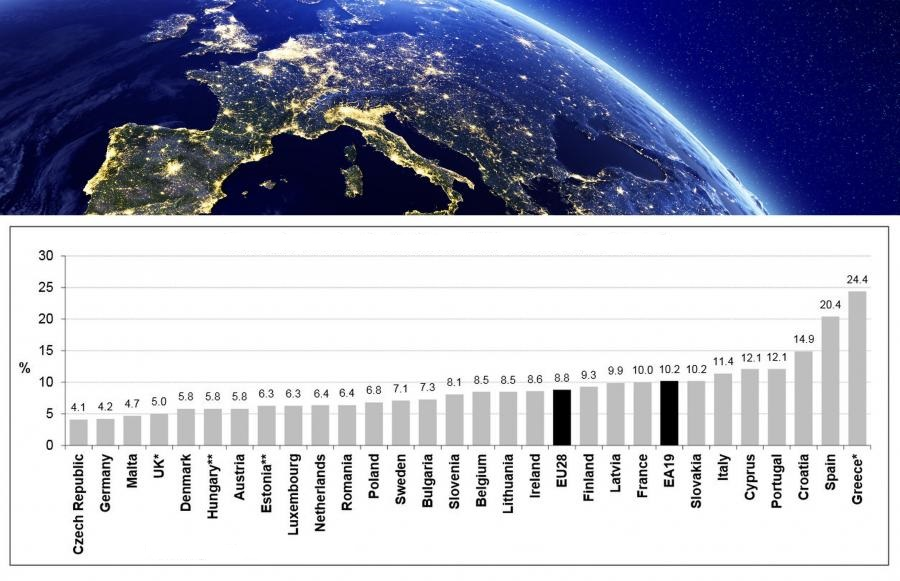 30
25
20
15
%
10
5
0
4.1 4.2 4.7 5.0 5.8 5.8 5.8 6.3 6.3 6.4 6.4 6.8 7.1 7.3 8.1 8.5 8.5 8.6 8.8 9.3 9.9 10.0 10.2 10.2 11.4 12.1 12.1 14.9 20.4 24.4
Czech Republic
Germany
Malta
UK*
Denmark
Hungary**
Austria
Estonia**
Luxembourg
Netherlands
Romania
Poland
Sweden
Bulgaria
Slovenia
Belgium
Lithuania
Ireland
EU28
Finland
Latvia
France
EA19
Slovakia
Italy
Cyprus
Portugal
Croatia
Spain
Greece*